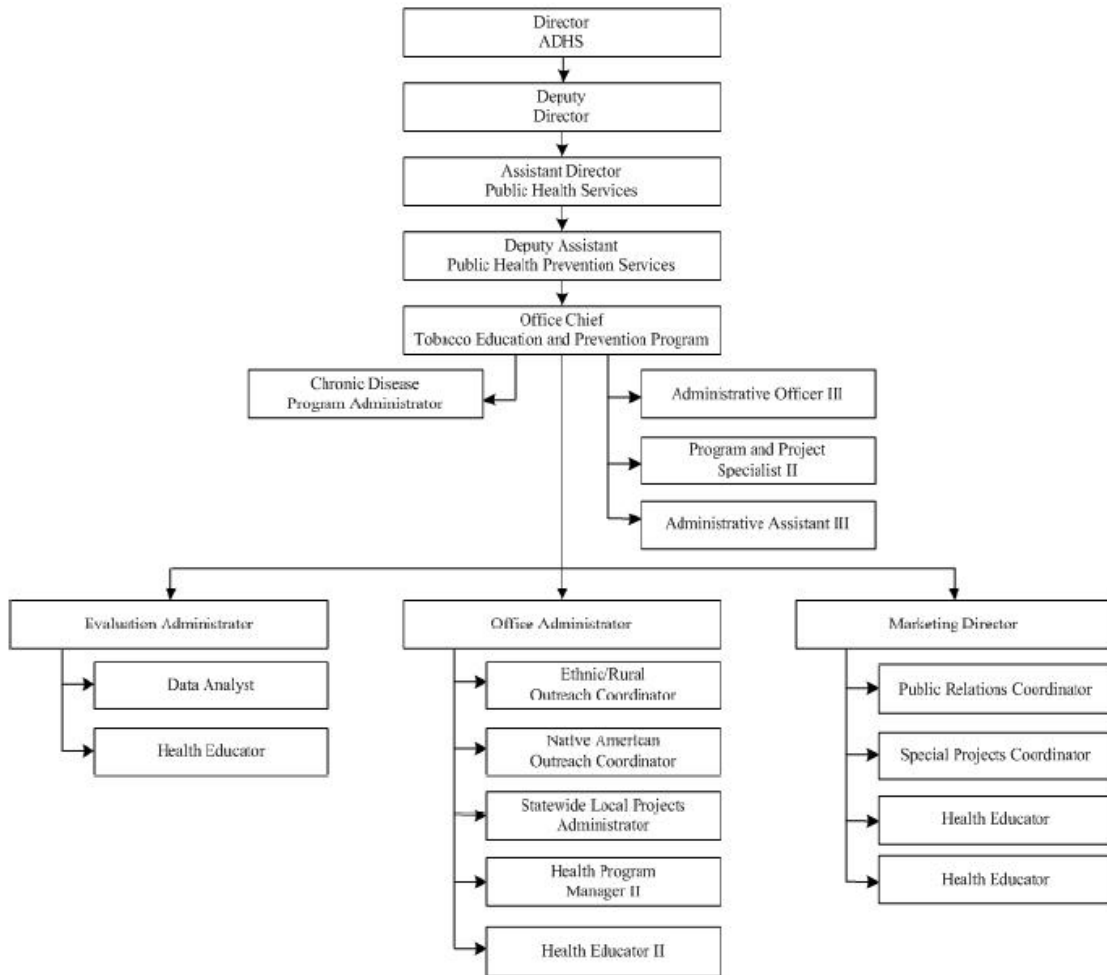 Director
ADHS
Deputy
Director
Assistant Director
Public Health Services
Deputy Assistant
Public Health Prevention Services
Office Chief
Tobacco Education and Prevention Program
Chronic Disease
Program Administrator
Administrative Officer III
Program and Project
Specialist II
Administrative Assistant III
Evaluation Administrator
Data Analyst
Health Educator
Office Administrator
Ethnic/Rural
Outreach Coordinator
Native American
Outreach Coordinator
Statewide Local Projects
Administrator
Health Program
Manager II
Health Educator II
Marketing Director
Public Relations Coordinator
Special Projects Coordinator
Health Educator
Health Educator